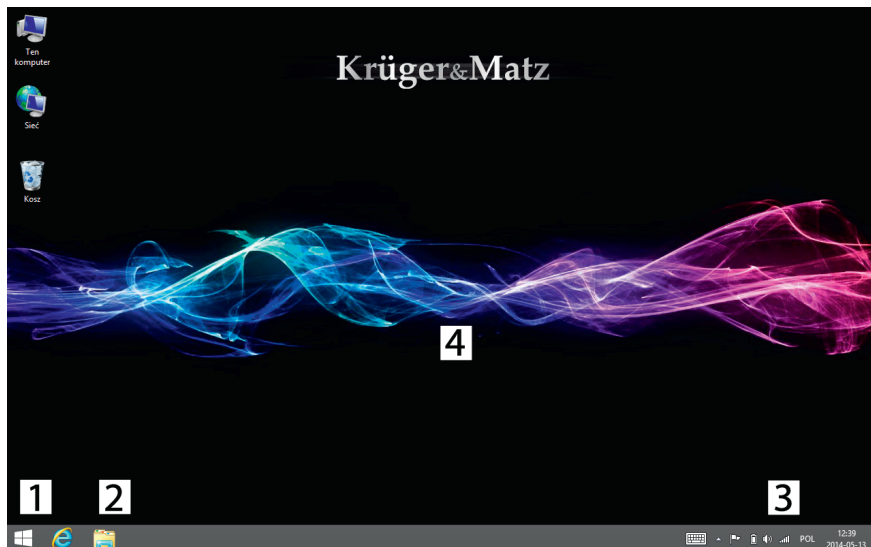 Ten
komputer
Krüger&Matz
Sieć
Kosz
4
1
2
3
POL
12:39
2014-05-13